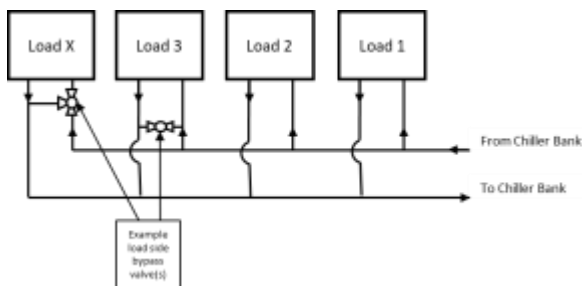 Load X
Load 3
Load 2
Load 1
From Chiller Bank
To Chiller Bank
Example
load side
bypass
valve(s)